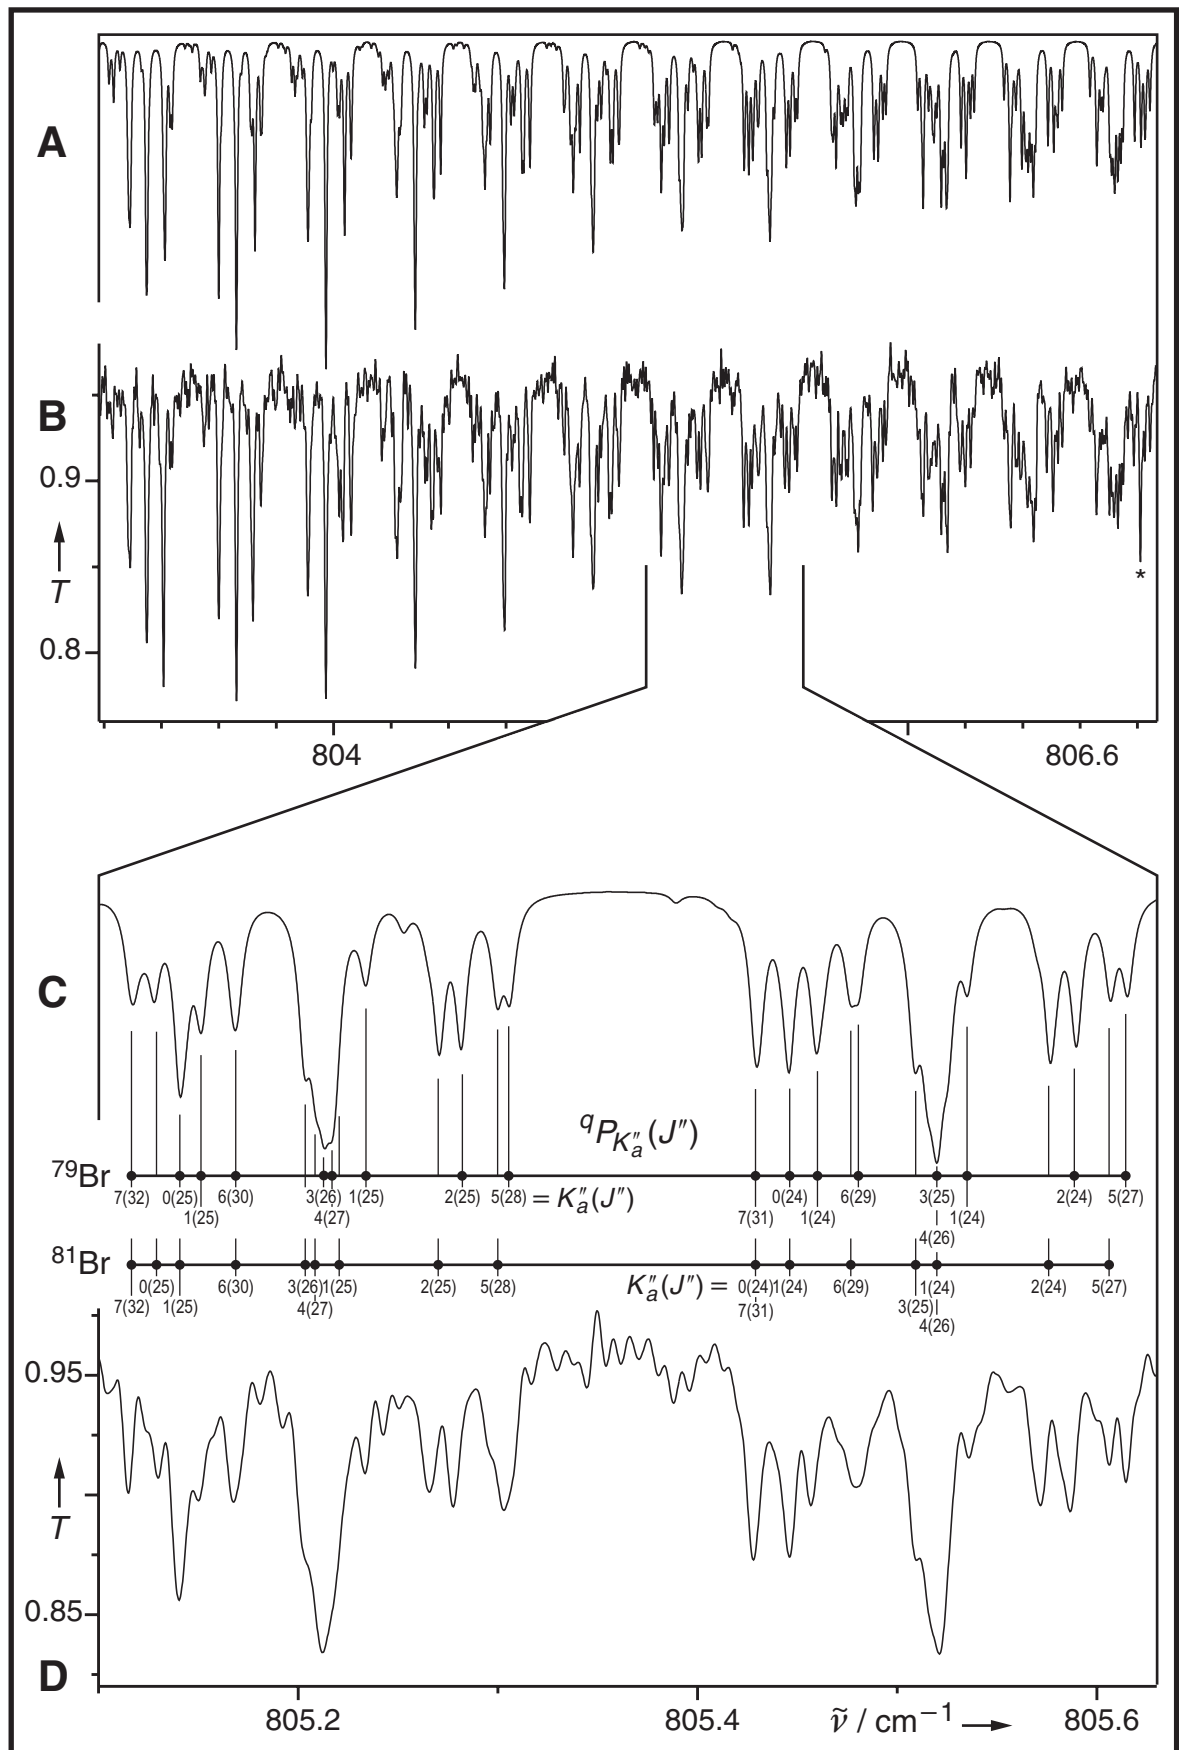 A
B
0.9
T
0.8
*
804 806.6
C
qP_{K''_a}(J'')
79Br
7(32) 0(25) 6(30) 3(26) 1(25) 2(25) 5(28) = K''_a(J'') 0(24) 6(29) 3(25) 2(24) 5(27)
1(25) 4(27) 7(31) 1(24) 1(24)
4(26)
81Br
0(25) 6(30) 3(26) 1(25) 2(25) 5(28) K''_a(J'') = 0(24) 1(24) 6(29) 1(24) 2(24) 5(27)
7(32) 1(25) 4(27) 7(31) 3(25)
4(26)
0.95
T
0.85
D
805.2 805.4 ν̃ / cm−1 805.6